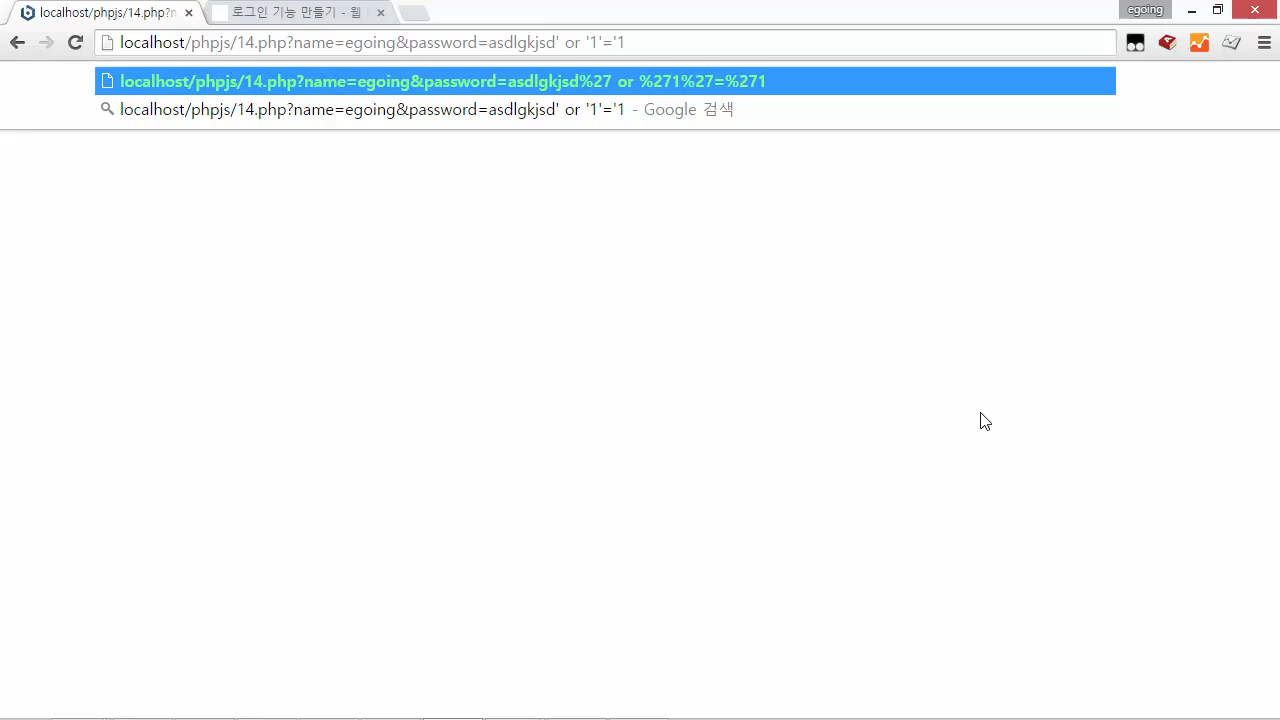 localhost/phpjs/14.php?n
로그인 기능 만들기 - 웹
egoing
localhost/phpjs/14.php?name=egoing&password=asdlgkjsd' or '1'='1
localhost/phpjs/14.php?name=egoing&password=asdlgkjsd%27 or %271%27=%271
localhost/phpjs/14.php?name=egoing&password=asdlgkjsd' or '1'='1 - Google 검색